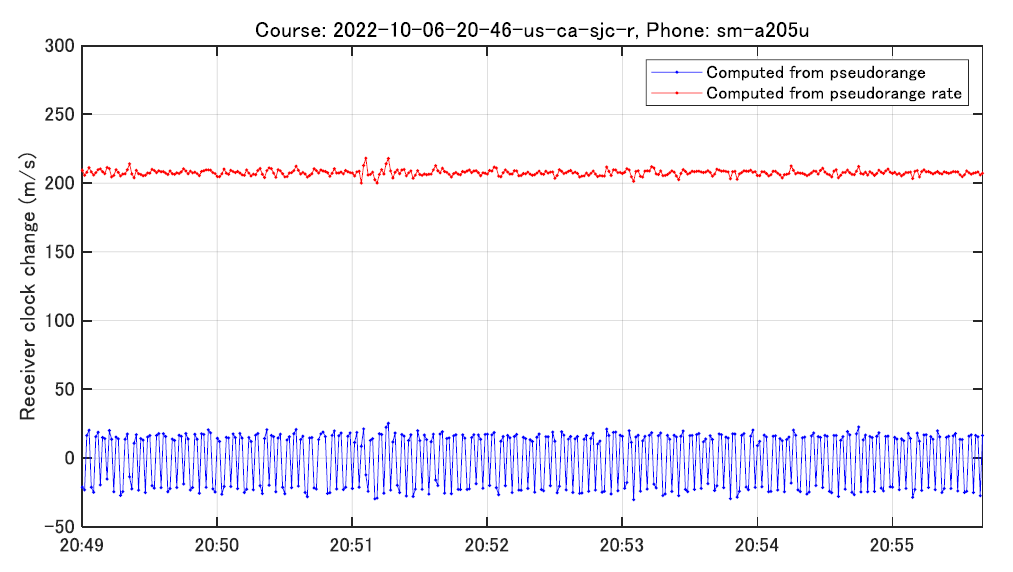 Course: 2022-10-06-20-46-us-ca-sjc-r, Phone: sm-a205u
Computed from pseudorange
Computed from pseudorange rate
Receiver clock change (m/s)
300
250
200
150
100
50
0
-50
20:49 20:50 20:51 20:52 20:53 20:54 20:55